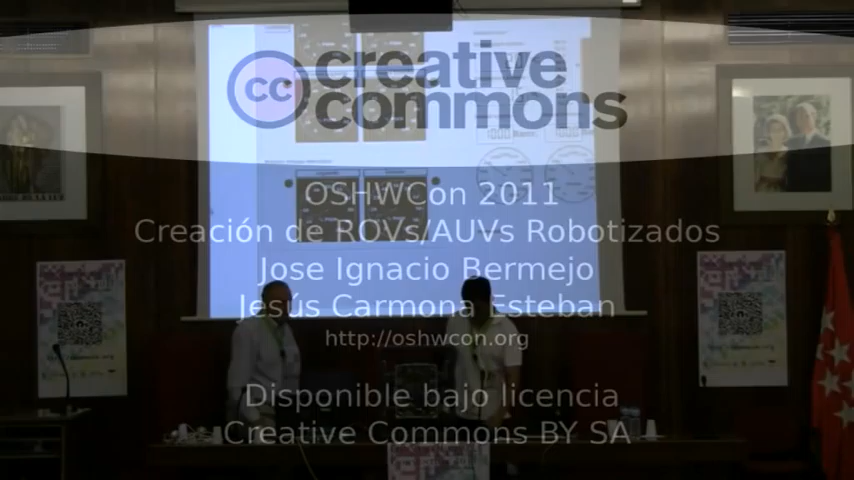 cc creative
commons
OSHWCon 2011
Creación de ROVs/AUVs Robotizados
Jose Ignacio Bermejo
Jesús Carmona Esteban
http://oshwcon.org
Disponible bajo licencia
Creative Commons BY SA